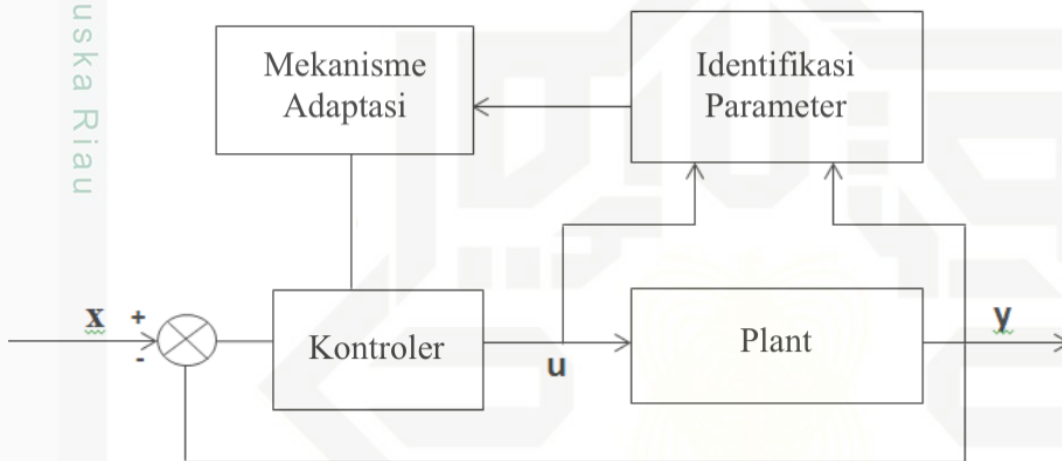 uska Riau
Mekanisme
Adaptasi
Identifikasi
Parameter
x
+
-
Kontroler
u
Plant
y